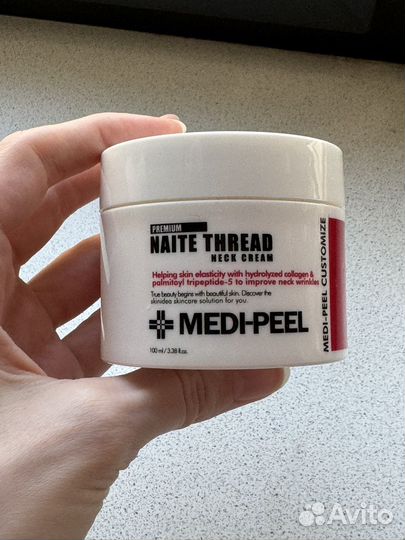 PREMIUM
NAITE THREAD
NECK CREAM
Helping skin elasticity with hydrolyzed collagen &
palmitoyl tripeptide-5 to improve neck wrinkles
True beauty begins with beautiful skin. Discover the
skinidea skincare solution for you.
MEDI-PEEL
100 ml / 3.38 fl.oz.
MEDI-PEEL CUSTOMIZE
Avito